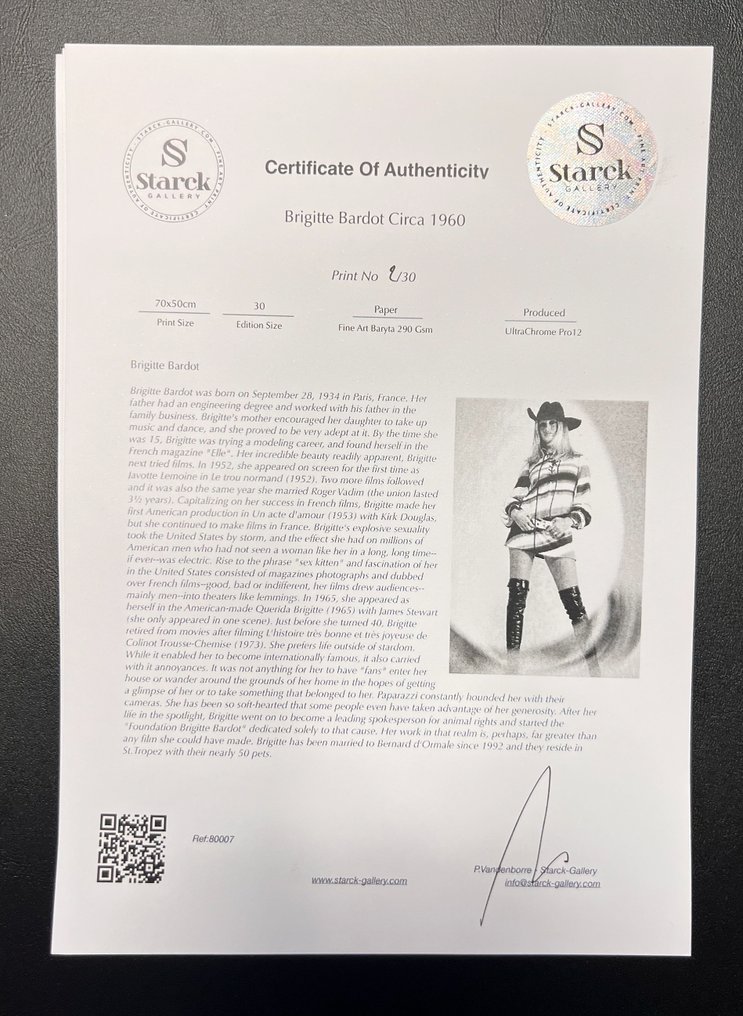 STARCK-GALLERY.COM - FINE ART PRINT - CERTIFICATE OF AUTHENTICITY
S
Starck
GALLERY
STARCK-GALLERY.COM - FINE ART PRINT - CERTIFICATE OF AUTHENTICITY
S
Starck
GALLERY
Certificate Of Authenticity
Brigitte Bardot Circa 1960
Print No /30
70x50cm
Print Size
30
Edition Size
Paper
Fine Art Baryta 290 Gsm
Produced
UltraChrome Pro12
Brigitte Bardot
Brigitte Bardot was born on September 28, 1934 in Paris, France. Her
father had an engineering degree and worked with his father in the
family business. Brigitte's mother encouraged her daughter to take up
music and dance, and she proved to be very adept at it. By the time she
was 15, Brigitte was trying a modeling career, and found herself in the
French magazine "Elle". Her incredible beauty readily apparent, Brigitte
next tried films. In 1952, she appeared on screen for the first time as
Javotte Lemoine in Le trou normand (1952). Two more films followed
and it was also the same year she married Roger Vadim (the union lasted
3½ years). Capitalizing on her success in French films, Brigitte made her
first American production in Un acte d'amour (1953) with Kirk Douglas,
but she continued to make films in France. Brigitte's explosive sexuality
took the United States by storm, and the effect she had on millions of
American men who had not seen a woman like her in a long, long time--
if ever--was electric. Rise to the phrase "sex kitten" and fascination of her
in the United States consisted of magazines photographs and dubbed
over French films--good, bad or indifferent, her films drew audiences--
mainly men--into theaters like lemmings. In 1965, she appeared as
herself in the American-made Querida Brigitte (1965) with James Stewart
(she only appeared in one scene). Just before she turned 40, Brigitte
retired from movies after filming L'histoire très bonne et très joyeuse de
Colinot Trousse-Chemise (1973). She prefers life outside of stardom.
While it enabled her to become internationally famous, it also carried
with it annoyances. It was not anything for her to have "fans" enter her
house or wander around the grounds of her home in the hopes of getting
a glimpse of her or to take something that belonged to her. Paparazzi constantly hounded her with their
cameras. She has been so soft-hearted that some people even have taken advantage of her generosity. After her
life in the spotlight, Brigitte went on to become a leading spokesperson for animal rights and started the
"Foundation Brigitte Bardot" dedicated solely to that cause. Her work in that realm is, perhaps, far greater than
any film she could have made. Brigitte has been married to Bernard d'Ormale since 1992 and they reside in
St.Tropez with their nearly 50 pets.
Ref:80007
www.starck-gallery.com
P.Vandenborre - Starck-Gallery
info@starck-gallery.com